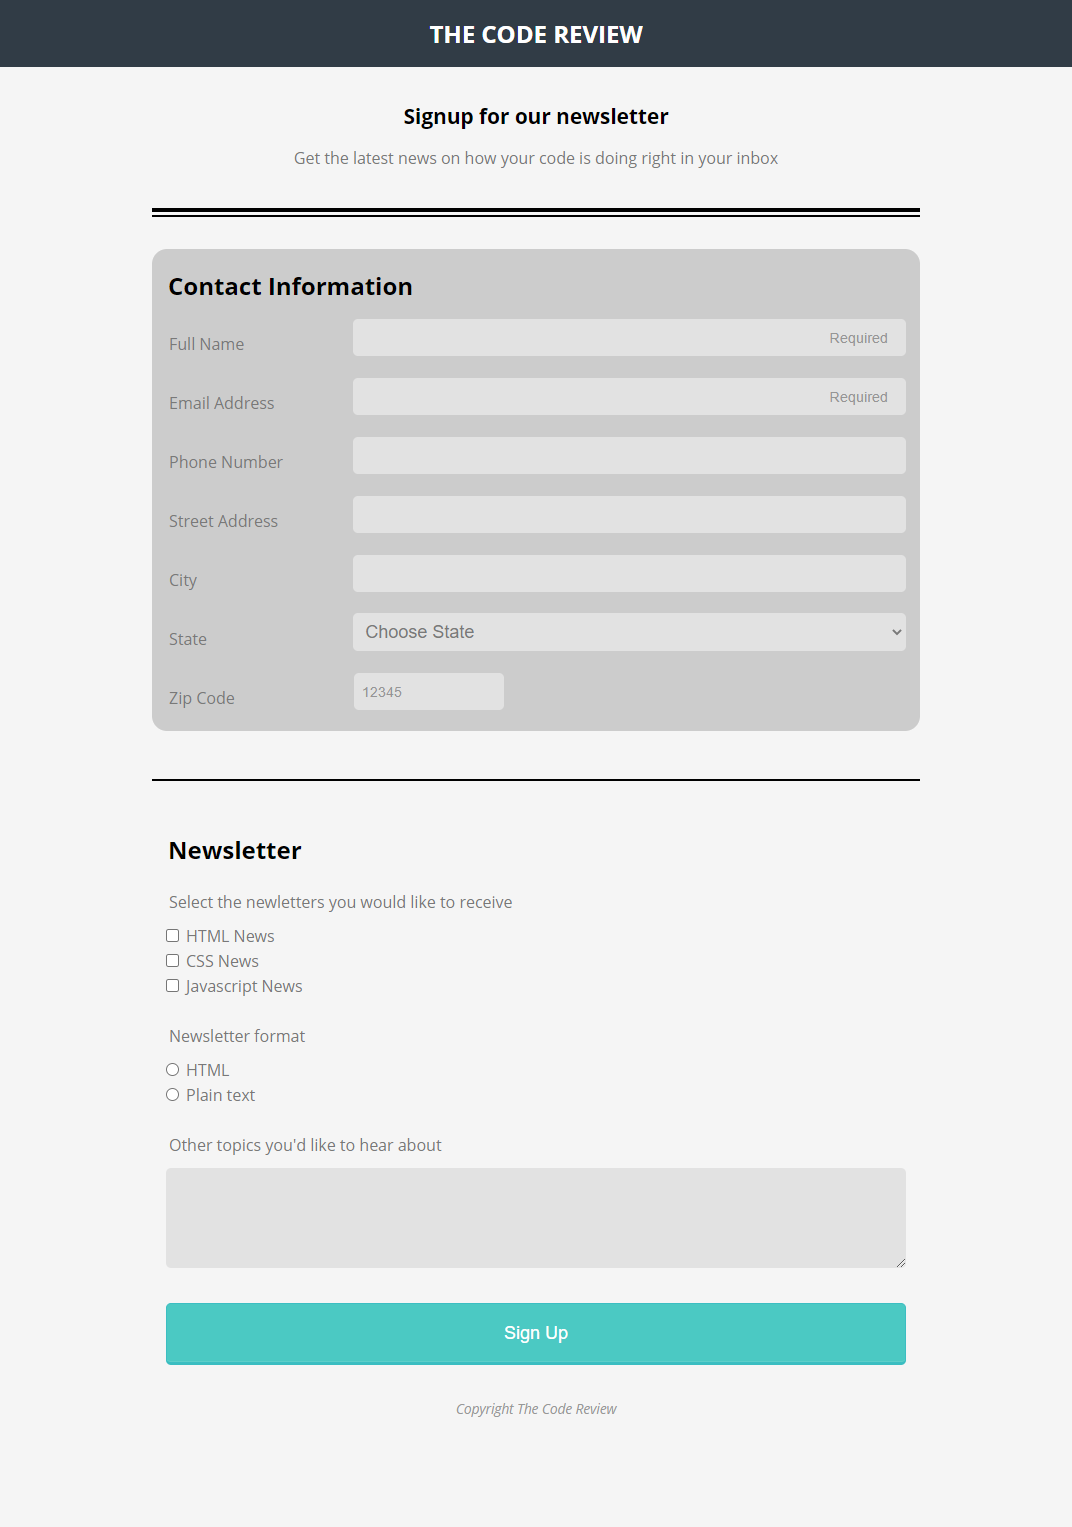 THE CODE REVIEW
Signup for our newsletter
Get the latest news on how your code is doing right in your inbox
Contact Information
Full Name Required
Email Address Required
Phone Number
Street Address
City
State Choose State
Zip Code 12345
Newsletter
Select the newletters you would like to receive
HTML News
CSS News
Javascript News
Newsletter format
HTML
Plain text
Other topics you'd like to hear about
Sign Up
Copyright The Code Review